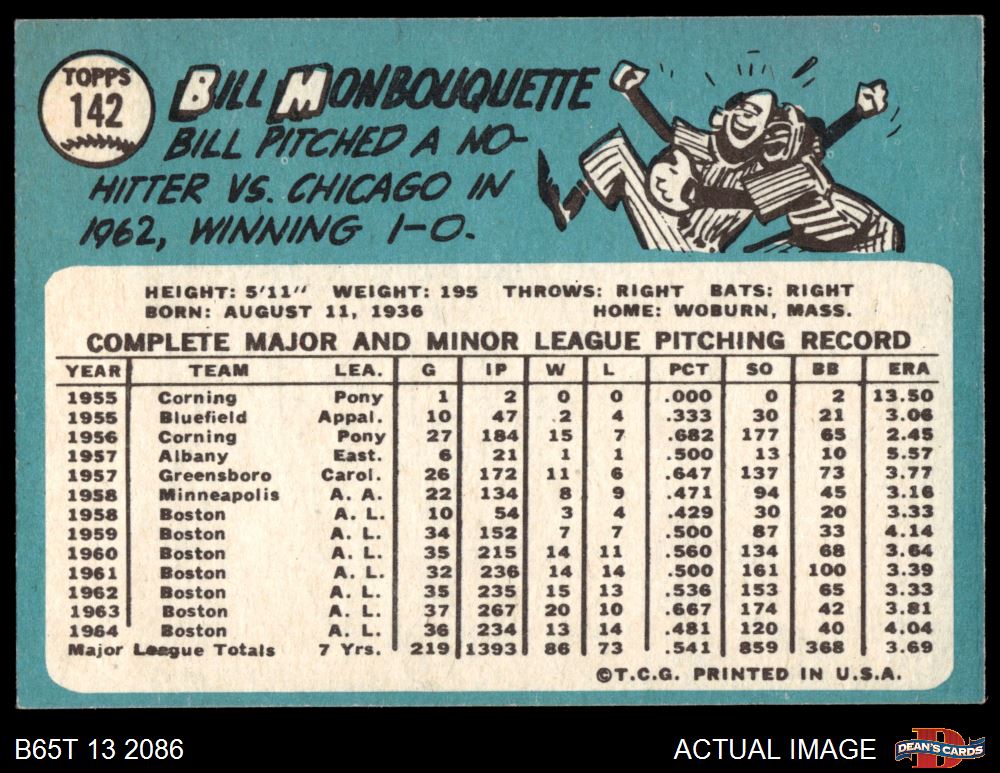 TOPPS
142
BILL MONBOUQUETTE
BILL PITCHED A NO-
HITTER VS. CHICAGO IN
1962, WINNING 1-0.
HEIGHT: 5'11" WEIGHT: 195 THROWS: RIGHT BATS: RIGHT
BORN: AUGUST 11, 1936 HOME: WOBURN, MASS.
COMPLETE MAJOR AND MINOR LEAGUE PITCHING RECORD
YEAR TEAM LEA. G IP W L PCT SO BB ERA
1955 Corning Pony 1 2 0 0 .000 0 2 13.50
1955 Bluefield Appal. 10 47 2 4 .333 30 21 3.06
1956 Corning Pony 27 184 15 7 .682 177 65 2.45
1957 Albany East. 6 21 1 1 .500 13 10 5.57
1957 Greensboro Carol. 26 172 11 6 .647 137 73 3.77
1958 Minneapolis A. A. 22 134 8 9 .471 94 45 3.16
1958 Boston A. L. 10 54 3 4 .429 30 20 3.33
1959 Boston A. L. 34 152 7 7 .500 87 33 4.14
1960 Boston A. L. 35 215 14 11 .560 134 68 3.64
1961 Boston A. L. 32 236 14 14 .500 161 100 3.39
1962 Boston A. L. 35 235 15 13 .536 153 65 3.33
1963 Boston A. L. 37 267 20 10 .667 174 42 3.81
1964 Boston A. L. 36 234 13 14 .481 120 40 4.04
Major League Totals 7 Yrs. 219 1393 86 73 .541 859 368 3.69
©T.C.G. PRINTED IN U.S.A.
B65T 13 2086 ACTUAL IMAGE DEAN'S CARDS